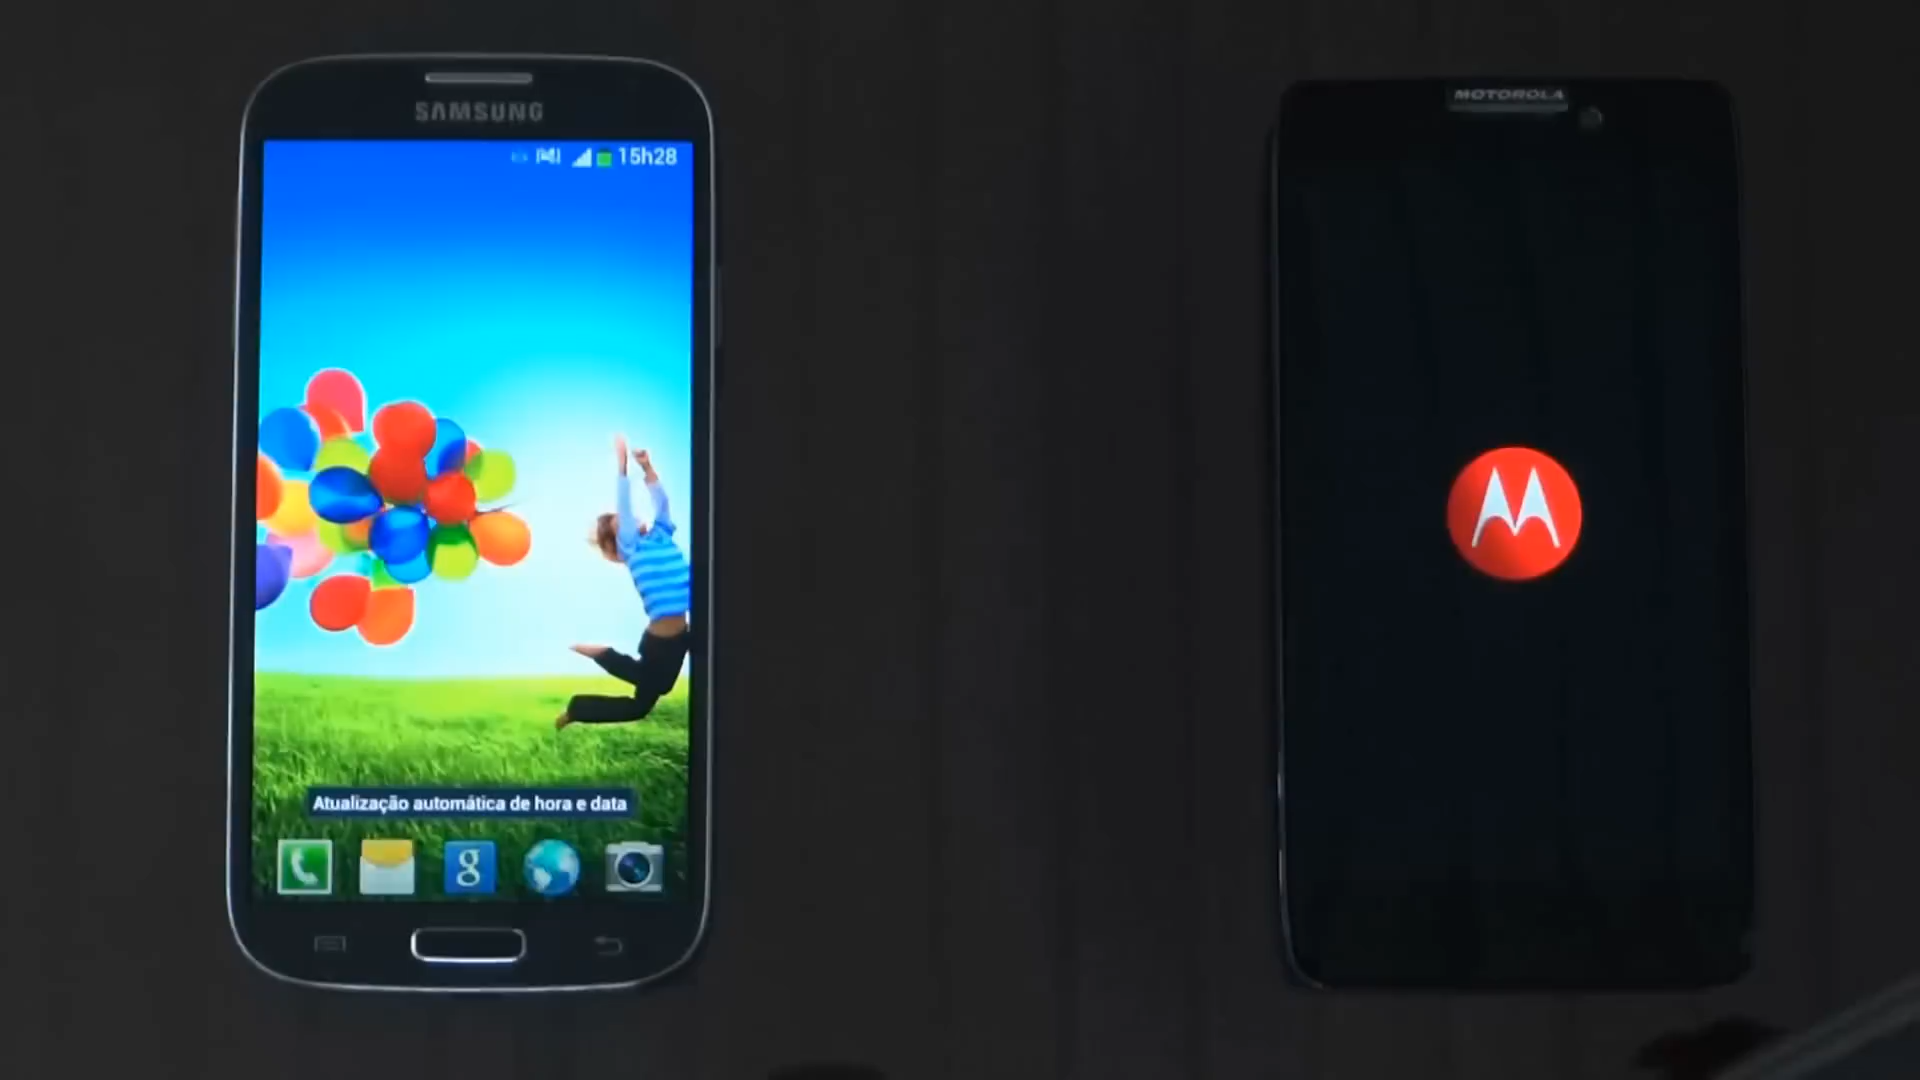 SAMSUNG
15h28
Atualização automática de hora e data
g
MOTOROLA